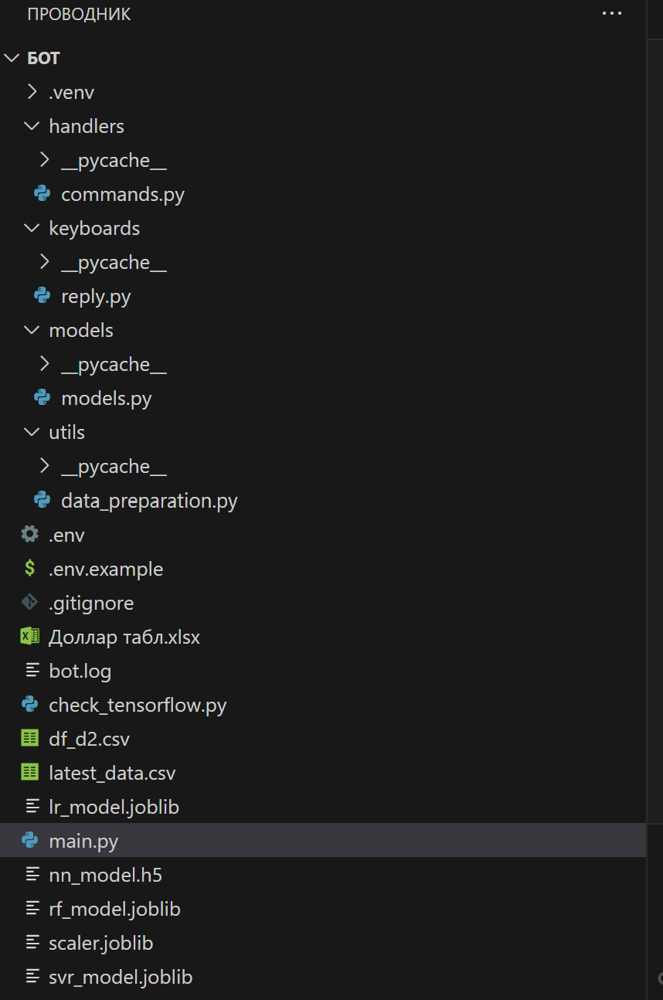 ПРОВОДНИК
БОТ
.venv
handlers
__pycache__
commands.py
keyboards
__pycache__
reply.py
models
__pycache__
models.py
utils
__pycache__
data_preparation.py
.env
.env.example
.gitignore
Доллар табл.xlsx
bot.log
check_tensorflow.py
df_d2.csv
latest_data.csv
lr_model.joblib
main.py
nn_model.h5
rf_model.joblib
scaler.joblib
svr_model.joblib